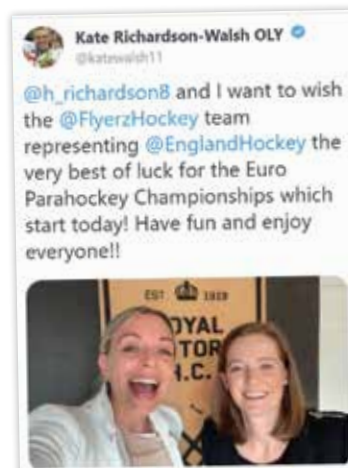 Kate Richardson-Walsh OLY
@katewalsh11
@h_richardson8 and I want to wish
the @FlyerzHockey team
representing @EnglandHockey the
very best of luck for the Euro
Parahockey Championships which
start today! Have fun and enjoy
everyone!!
EST
OYAL
TOR
H.C.